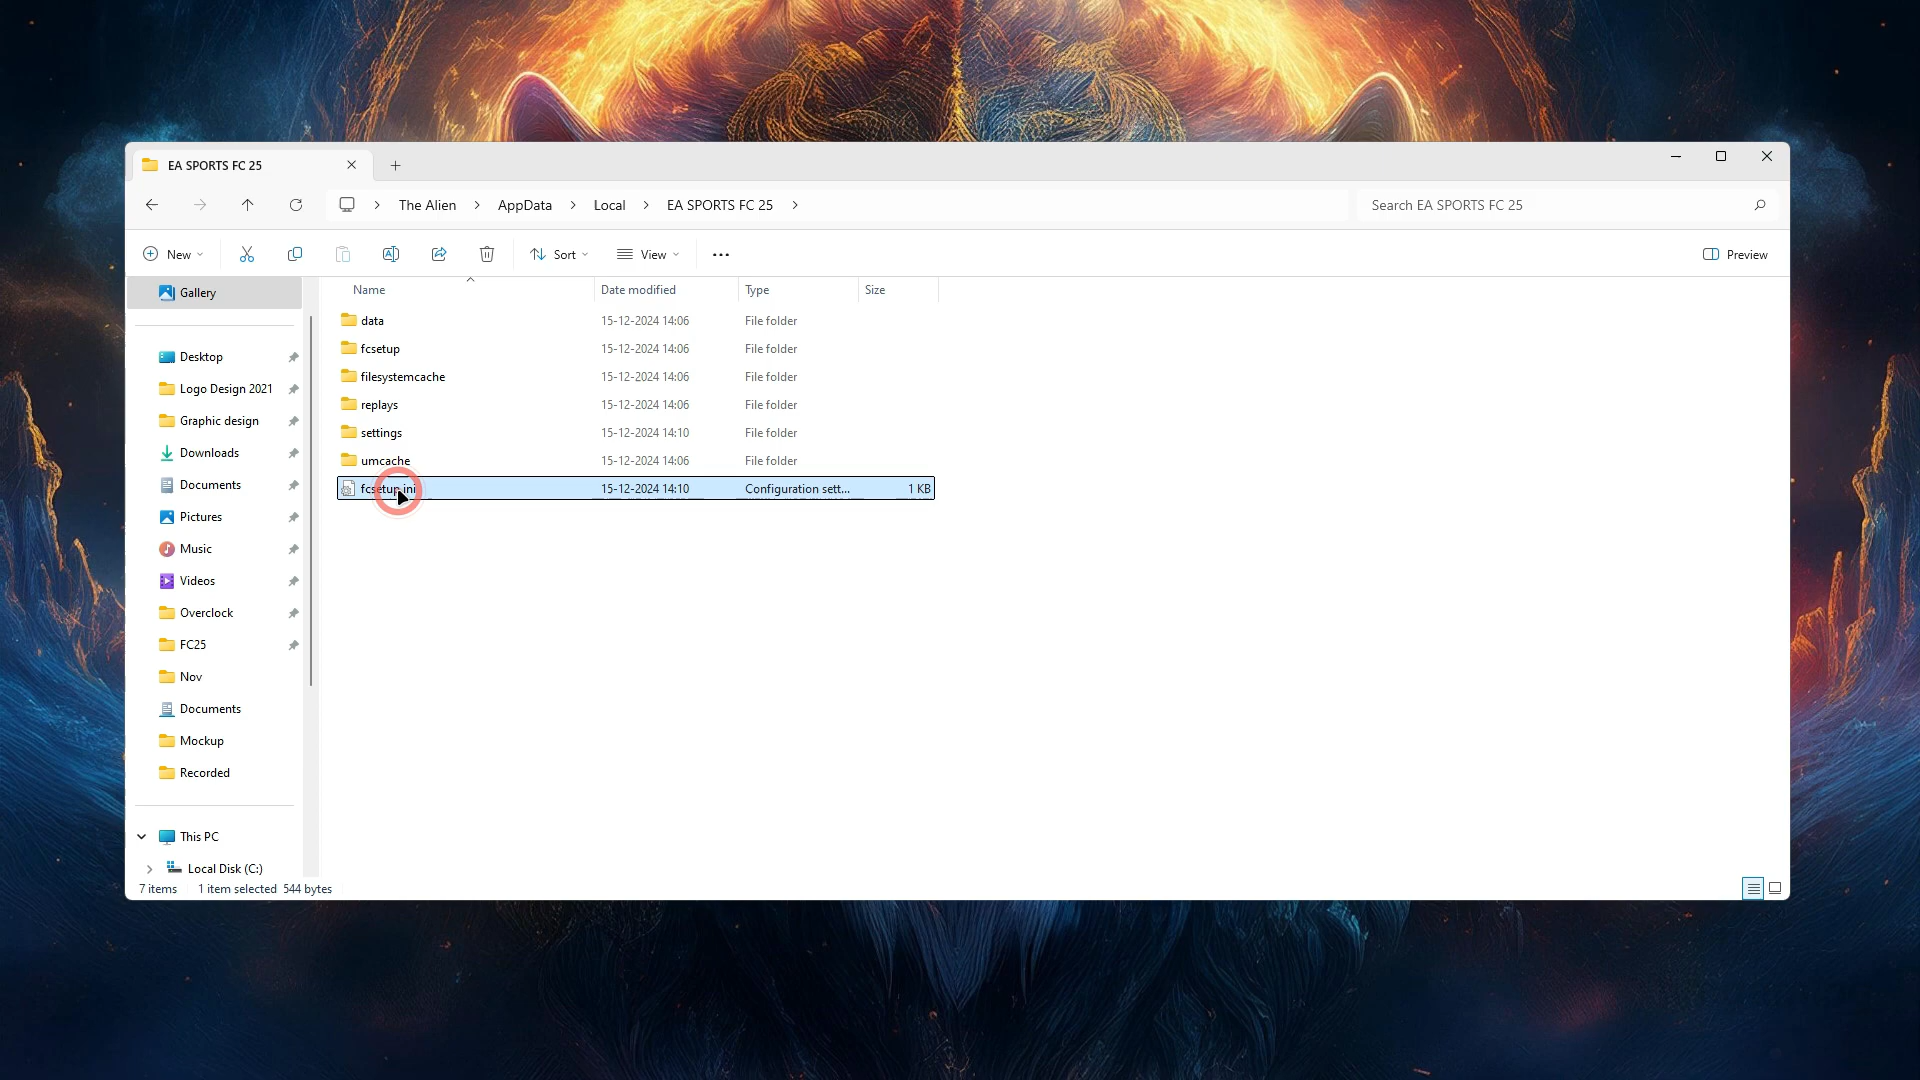 EA SPORTS FC 25
The Alien > AppData > Local > EA SPORTS FC 25 >
Search EA SPORTS FC 25
New
Sort
View
Preview
Gallery
Desktop
Logo Design 2021
Graphic design
Downloads
Documents
Pictures
Music
Videos
Overclock
FC25
Nov
Documents
Mockup
Recorded
This PC
Local Disk (C:)
Name Date modified Type Size
data 15-12-2024 14:06 File folder
fcsetup 15-12-2024 14:06 File folder
filesystemcache 15-12-2024 14:06 File folder
replays 15-12-2024 14:06 File folder
settings 15-12-2024 14:10 File folder
umcache 15-12-2024 14:06 File folder
fcsetup.ini 15-12-2024 14:10 Configuration sett... 1 KB
7 items 1 item selected 544 bytes